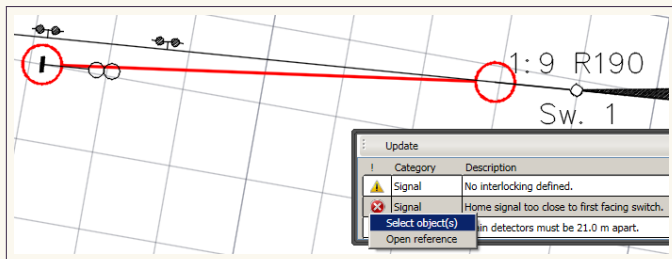 1:9 R190
Sw. 1
Update
! Category Description
Signal No interlocking defined.
Signal Home signal too close to first facing switch.
Select object(s)
ain detectors must be 21.0 m apart.
Open reference